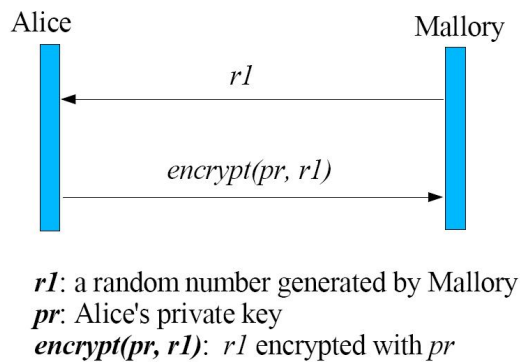 Alice
Mallory
r1
encrypt(pr, r1)
r1: a random number generated by Mallory
pr: Alice's private key
encrypt(pr, r1): r1 encrypted with pr